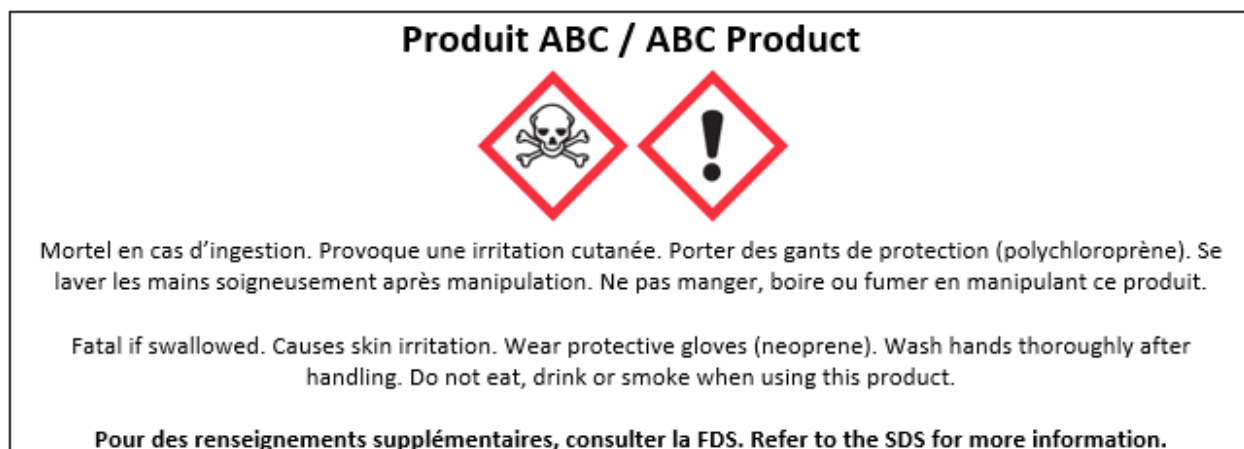 Produit ABC / ABC Product
Mortel en cas d’ingestion. Provoque une irritation cutanée. Porter des gants de protection (polychloroprène). Se
laver les mains soigneusement après manipulation. Ne pas manger, boire ou fumer en manipulant ce produit.
Fatal if swallowed. Causes skin irritation. Wear protective gloves (neoprene). Wash hands thoroughly after
handling. Do not eat, drink or smoke when using this product.
Pour des renseignements supplémentaires, consulter la FDS. Refer to the SDS for more information.